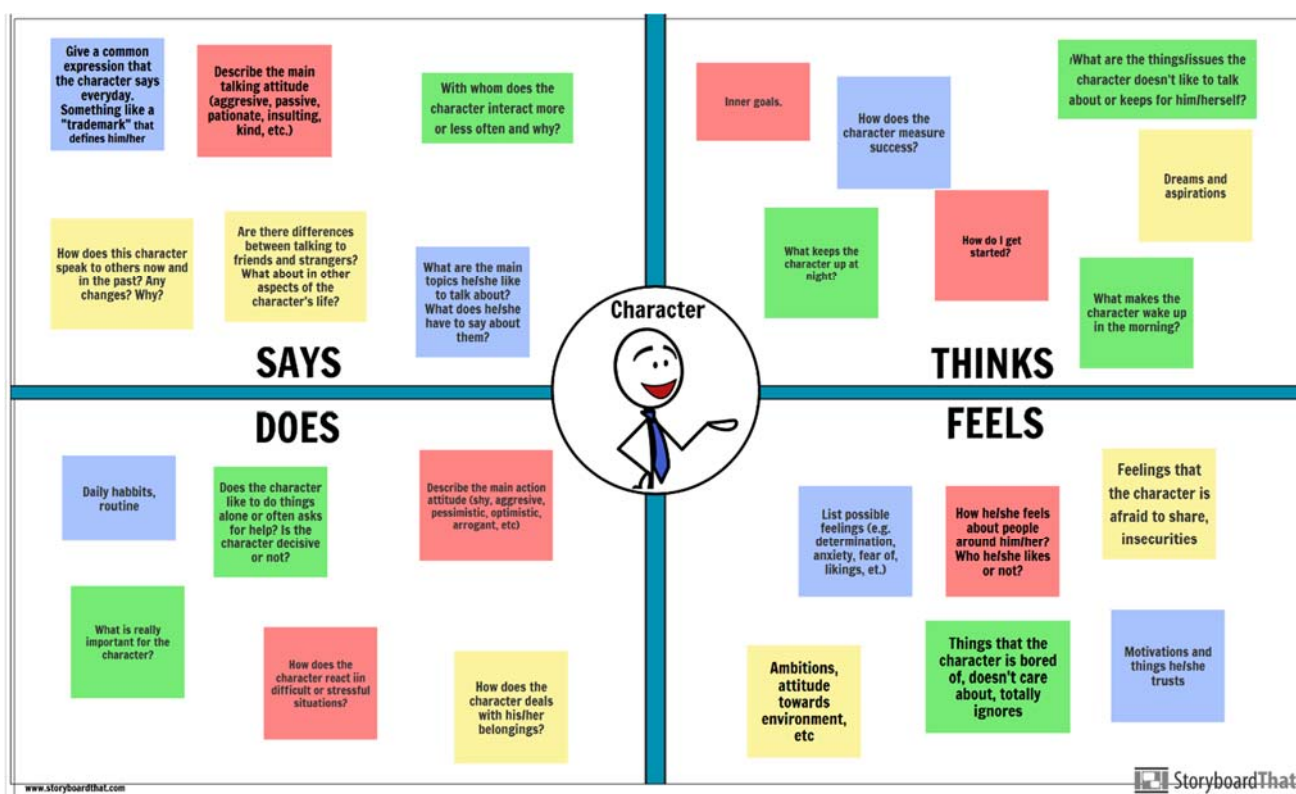 Give a common
expression that
the character says
everyday.
Something like a
"trademark" that
defines him/her
Describe the main
talking attitude
(aggresive, passive,
pationate, insulting,
kind, etc.)
With whom does the
character interact more
or less often and why?
How does this character
speak to others now and
in the past? Any
changes? Why?
Are there differences
between talking to
friends and strangers?
What about in other
aspects of the
character's life?
What are the main
topics he/she like
to talk about?
What does he/she
have to say about
them?
SAYS
Inner goals.
How does the
character measure
success?
/What are the things/issues the
character doesn't like to talk
about or keeps for him/herself?
Dreams and
aspirations
What keeps the
character up at
night?
How do I get
started?
What makes the
character wake up
in the morning?
THINKS
Character
DOES
Daily habbits,
routine
Does the character
like to do things
alone or often asks
for help? Is the
character decisive
or not?
Describe the main action
attitude (shy, aggresive,
pessimistic, optimistic,
arrogant, etc)
What is really
important for the
character?
How does the
character react iin
difficult or stressful
situations?
How does the
character deals
with his/her
belongings?
FEELS
List possible
feelings (e.g.
determination,
anxiety, fear of,
likings, et.)
How he/she feels
about people
around him/her?
Who he/she likes
or not?
Feelings that
the character is
afraid to share,
insecurities
Ambitions,
attitude
towards
environment,
etc
Things that the
character is bored
of, doesn't care
about, totally
ignores
Motivations and
things he/she
trusts
www.storyboardthat.com
StoryboardThat